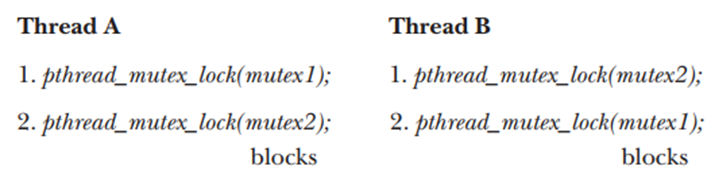 Thread A
1. pthread_mutex_lock(mutex1);
2. pthread_mutex_lock(mutex2);
blocks
Thread B
1. pthread_mutex_lock(mutex2);
2. pthread_mutex_lock(mutex1);
blocks